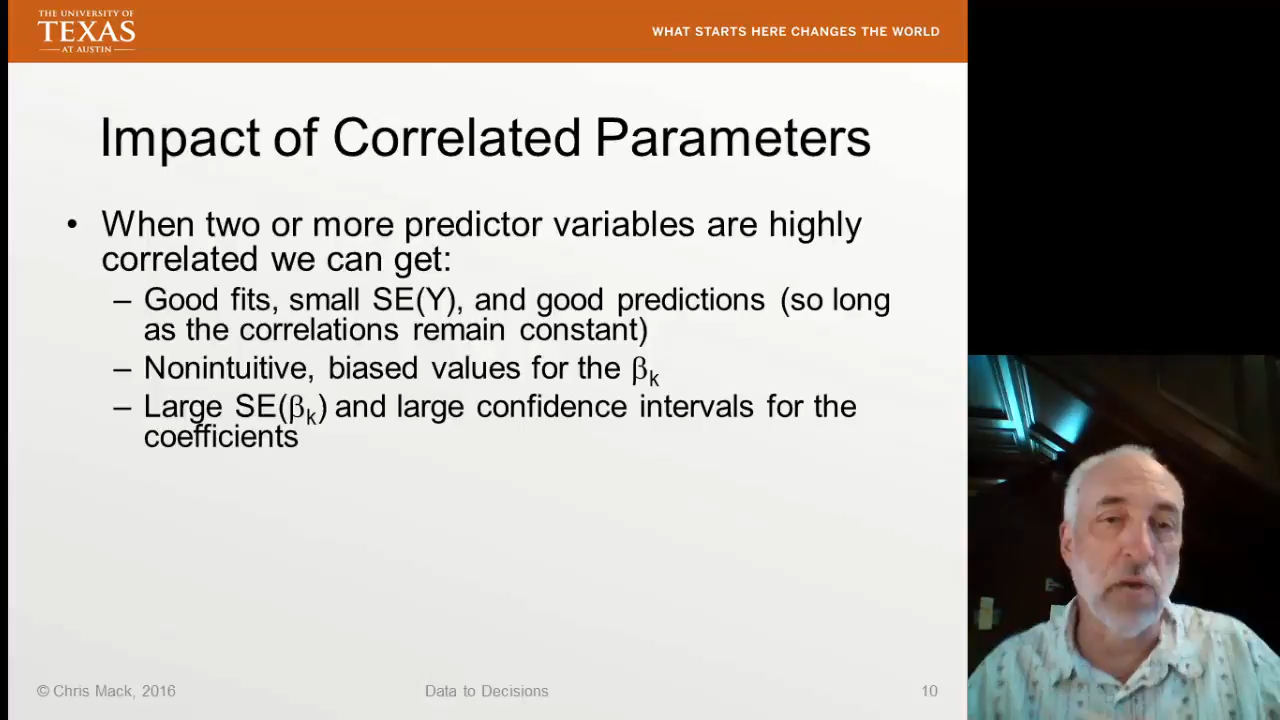 THE UNIVERSITY OF
TEXAS
AT AUSTIN
WHAT STARTS HERE CHANGES THE WORLD
Impact of Correlated Parameters
• When two or more predictor variables are highly
correlated we can get:
– Good fits, small SE(Y), and good predictions (so long
as the correlations remain constant)
– Nonintuitive, biased values for the βk
– Large SE(βk) and large confidence intervals for the
coefficients
© Chris Mack, 2016
Data to Decisions
10